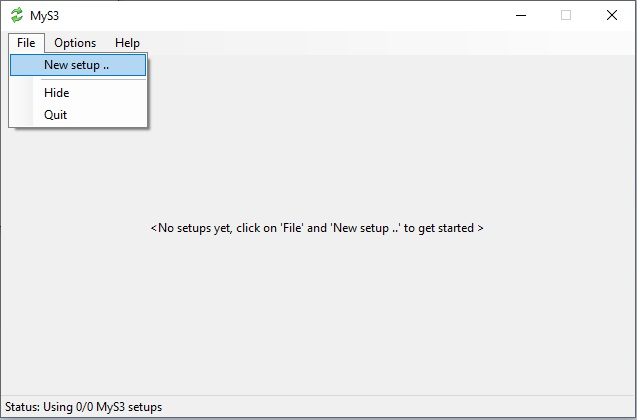 MyS3
File Options Help
New setup ..
Hide
Quit
<No setups yet, click on 'File' and 'New setup ..' to get started >
Status: Using 0/0 MyS3 setups